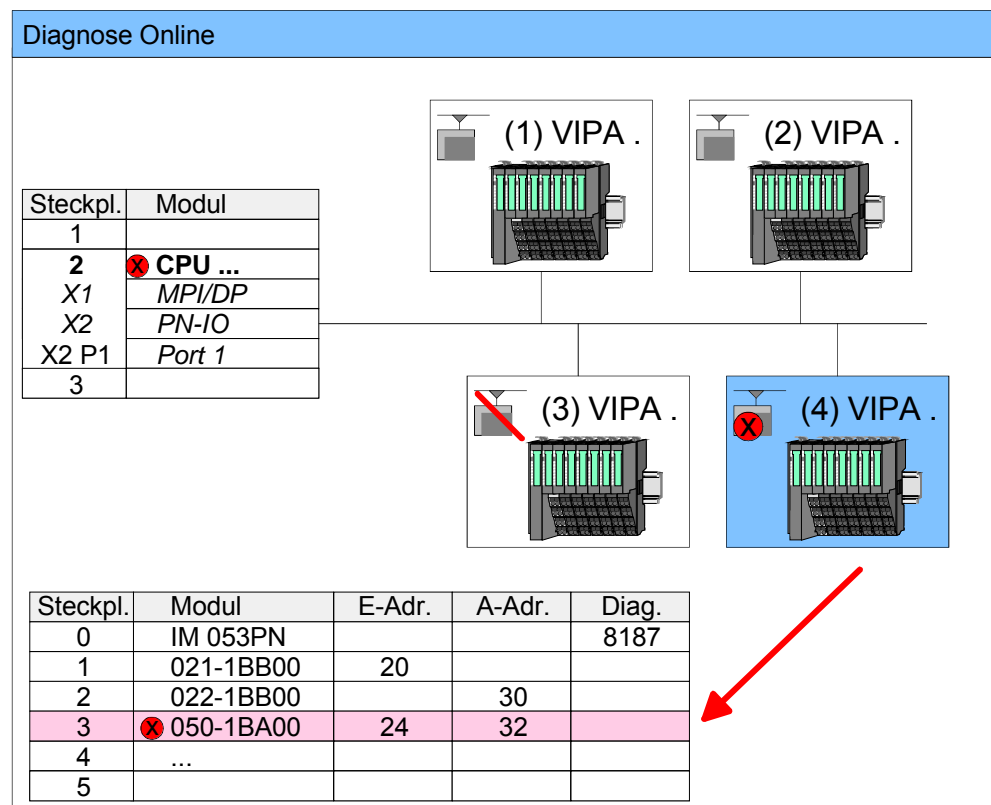 Diagnose Online
(1) VIPA .
(2) VIPA .
Steckpl. Modul
1
2 X CPU ...
X1 MPI/DP
X2 PN-IO
X2 P1 Port 1
3
(3) VIPA .
X (4) VIPA .
Steckpl. Modul E-Adr. A-Adr. Diag.
0 IM 053PN 8187
1 021-1BB00 20
2 022-1BB00 30
3 X 050-1BA00 24 32
4 ...
5